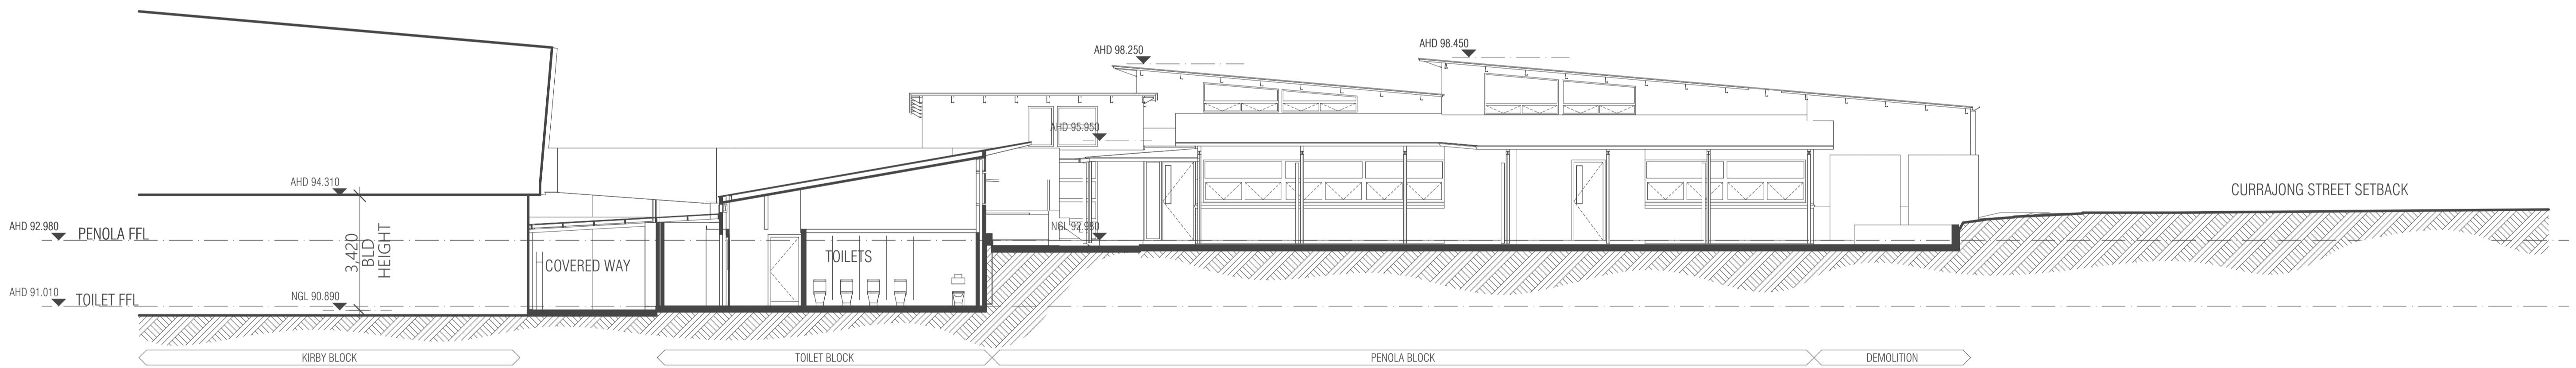 AHD 98.450
AHD 98.250
AHD 95.950
AHD 94.310
CURRAJONG STREET SETBACK
AHD 92.980
PENOLA FFL
NGL 92.980
3,420
BLD
HEIGHT
COVERED WAY
TOILETS
AHD 91.010
TOILET FFL
NGL 90.890
KIRBY BLOCK
TOILET BLOCK
PENOLA BLOCK
DEMOLITION